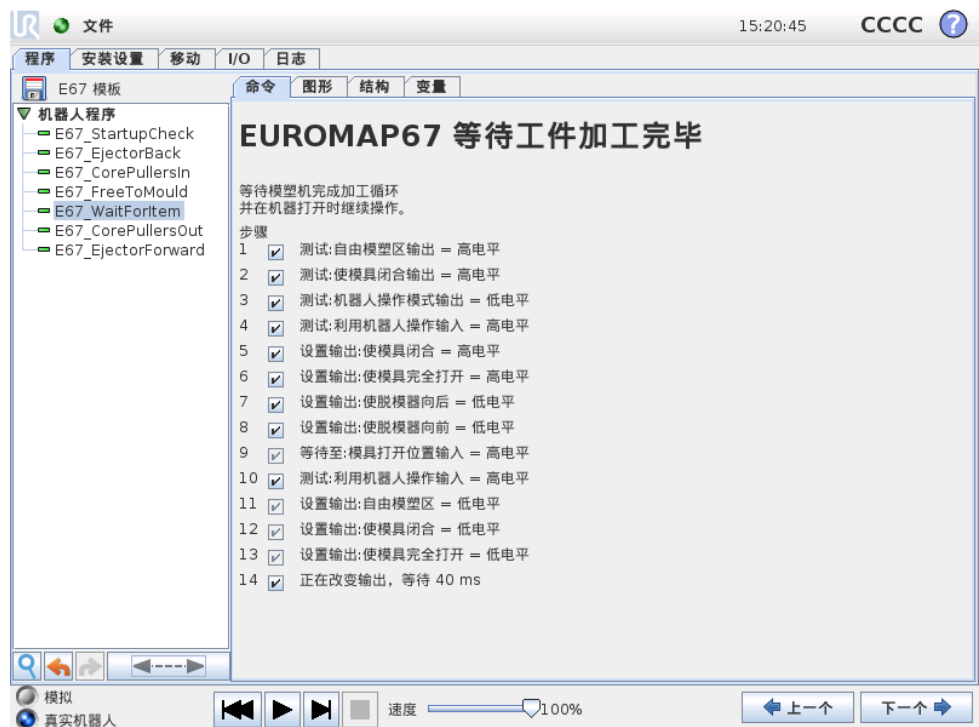 UR 文件 15:20:45 CCCC ?
程序 安装设置 移动 I/O 日志
E67 模板
命令 图形 结构 变量
机器人程序
E67_StartupCheck
E67_EjectorBack
E67_CorePullersIn
E67_FreeToMould
E67_WaitForItem
E67_CorePullersOut
E67_EjectorForward
EUROMAP67 等待工件加工完毕
等待模塑机完成加工循环
并在机器打开时继续操作。
步骤
1 测试:自由模塑区输出 = 高电平
2 测试:使模具闭合输出 = 高电平
3 测试:机器人操作模式输出 = 低电平
4 测试:利用机器人操作输入 = 高电平
5 设置输出:使模具闭合 = 高电平
6 设置输出:使模具完全打开 = 高电平
7 设置输出:使脱模器向后 = 低电平
8 设置输出:使脱模器向前 = 低电平
9 等待至:模具打开位置输入 = 高电平
10 测试:利用机器人操作输入 = 高电平
11 设置输出:自由模塑区 = 低电平
12 设置输出:使模具闭合 = 低电平
13 设置输出:使模具完全打开 = 低电平
14 正在改变输出，等待 40 ms
模拟
真实机器人
速度 100%
上一个 下一个